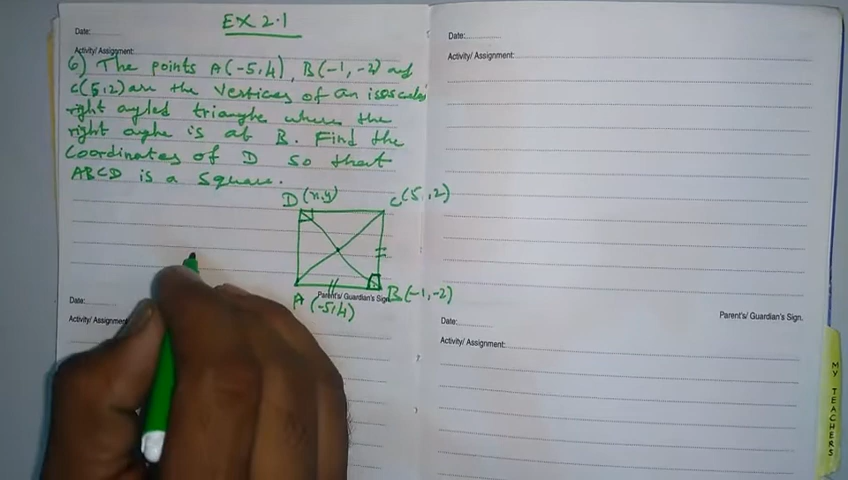 EX 2.1
Date:
Activity/ Assignment:
6) The points A(-5,4), B(-1,-2) and
C(5,2) are the vertices of an isosceles
right angled triangle where the
right angle is at B. Find the
Coordinates of D so that
ABCD is a Square.
D (x,y)
C(5,2)
A (-5,4)
B(-1,-2)
Parent's/ Guardian's Sign
Date:
Activity/ Assignment
Date:
Activity/ Assignment:
Parent's/ Guardian's Sign.
Date:
Activity/ Assignment:
MY TEACHERS